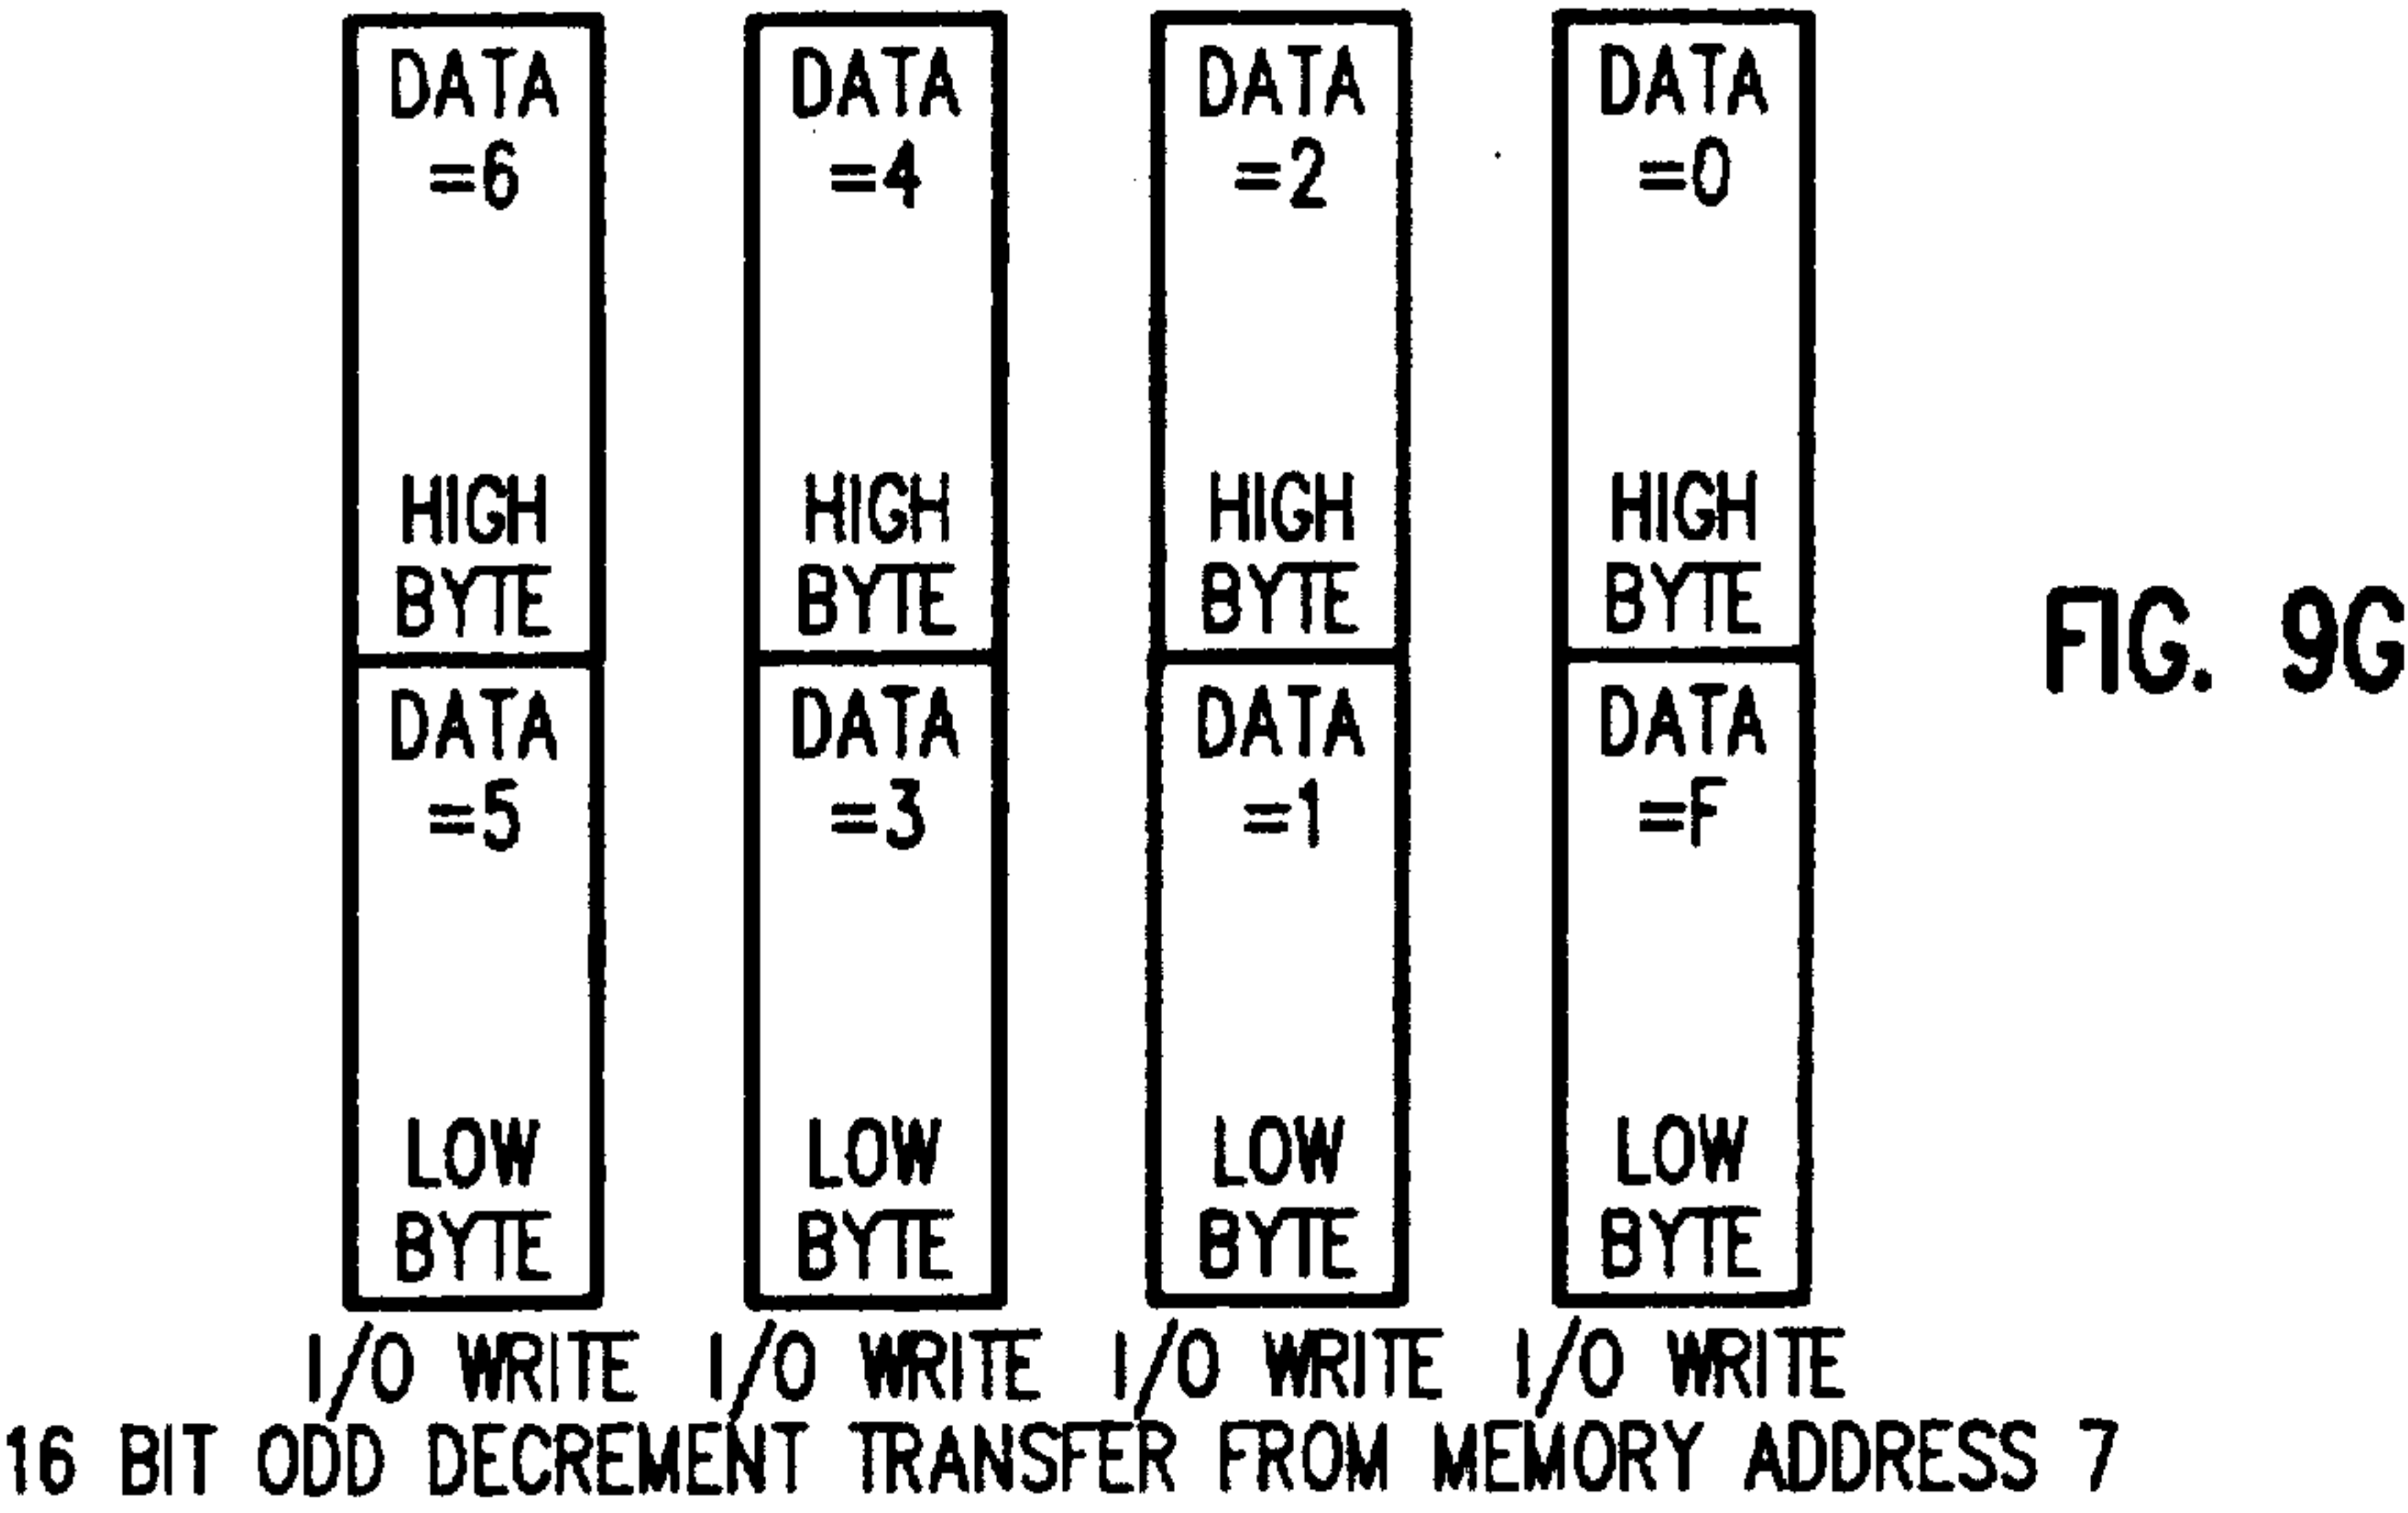 DATA DATA DATA DATA
=6 =4 =2 =0
HIGH HIGH HIGH HIGH
BYTE BYTE BYTE BYTE
FIG. 9G
DATA DATA DATA DATA
=5 =3 =1 =F
LOW LOW LOW LOW
BYTE BYTE BYTE BYTE
I/O WRITE I/O WRITE I/O WRITE I/O WRITE
16 BIT ODD DECREMENT TRANSFER FROM MEMORY ADDRESS 7